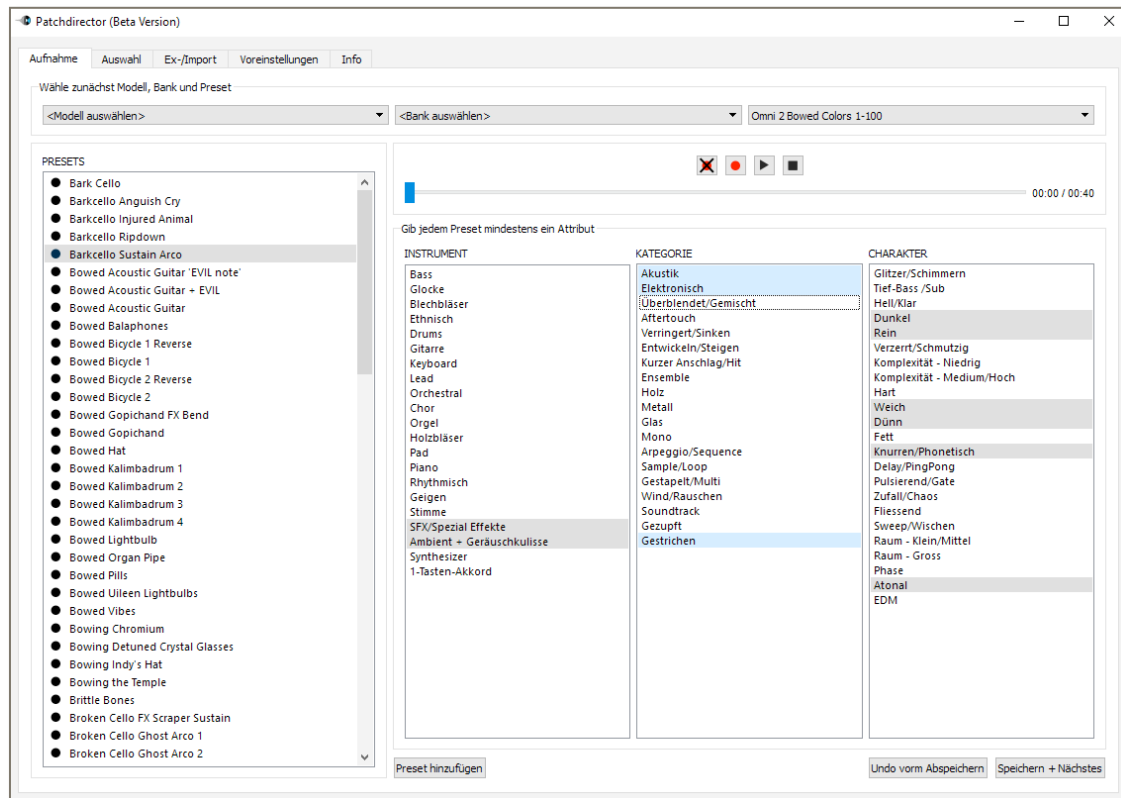 Patchdirector (Beta Version)
Aufnahme Auswahl Ex-/Import Voreinstellungen Info
Wähle zunächst Modell, Bank und Preset
<Modell auswählen> <Bank auswählen> Omni 2 Bowed Colors 1-100
PRESETS
Bark Cello
Barkcello Anguish Cry
Barkcello Injured Animal
Barkcello Ripdown
Barkcello Sustain Arco
Bowed Acoustic Guitar 'EVIL note'
Bowed Acoustic Guitar + EVIL
Bowed Acoustic Guitar
Bowed Balaphones
Bowed Bicycle 1 Reverse
Bowed Bicycle 1
Bowed Bicycle 2 Reverse
Bowed Bicycle 2
Bowed Gopichand FX Bend
Bowed Gopichand
Bowed Hat
Bowed Kalimbadrum 1
Bowed Kalimbadrum 2
Bowed Kalimbadrum 3
Bowed Kalimbadrum 4
Bowed Lightbulb
Bowed Organ Pipe
Bowed Pills
Bowed Uileen Lightbulbs
Bowed Vibes
Bowing Chromium
Bowing Detuned Crystal Glasses
Bowing Indy's Hat
Bowing the Temple
Brittle Bones
Broken Cello FX Scraper Sustain
Broken Cello Ghost Arco 1
Broken Cello Ghost Arco 2
00:00 / 00:40
Gib jedem Preset mindestens ein Attribut
INSTRUMENT
Bass
Glocke
Blechbläser
Ethnisch
Drums
Gitarre
Keyboard
Lead
Orchestral
Chor
Orgel
Holzbläser
Pad
Piano
Rhythmisch
Geigen
Stimme
SFX/Spezial Effekte
Ambient + Geräuschkulisse
Synthesizer
1-Tasten-Akkord
KATEGORIE
Akustik
Elektronisch
Überblendet/Gemischt
Aftertouch
Verringert/Sinken
Entwickeln/Steigen
Kurzer Anschlag/Hit
Ensemble
Holz
Metall
Glas
Mono
Arpeggio/Sequence
Sample/Loop
Gestapelt/Multi
Wind/Rauschen
Soundtrack
Gezupft
Gestrichen
CHARAKTER
Glitzer/Schimmern
Tief-Bass /Sub
Hell/Klar
Dunkel
Rein
Verzerrt/Schmutzig
Komplexität - Niedrig
Komplexität - Medium/Hoch
Hart
Weich
Dünn
Fett
Knurren/Phonetisch
Delay/PingPong
Pulsierend/Gate
Zufall/Chaos
Fliessend
Sweep/Wischen
Raum - Klein/Mittel
Raum - Gross
Phase
Atonal
EDM
Preset hinzufügen Undo vorm Abspeichern Speichern + Nächstes